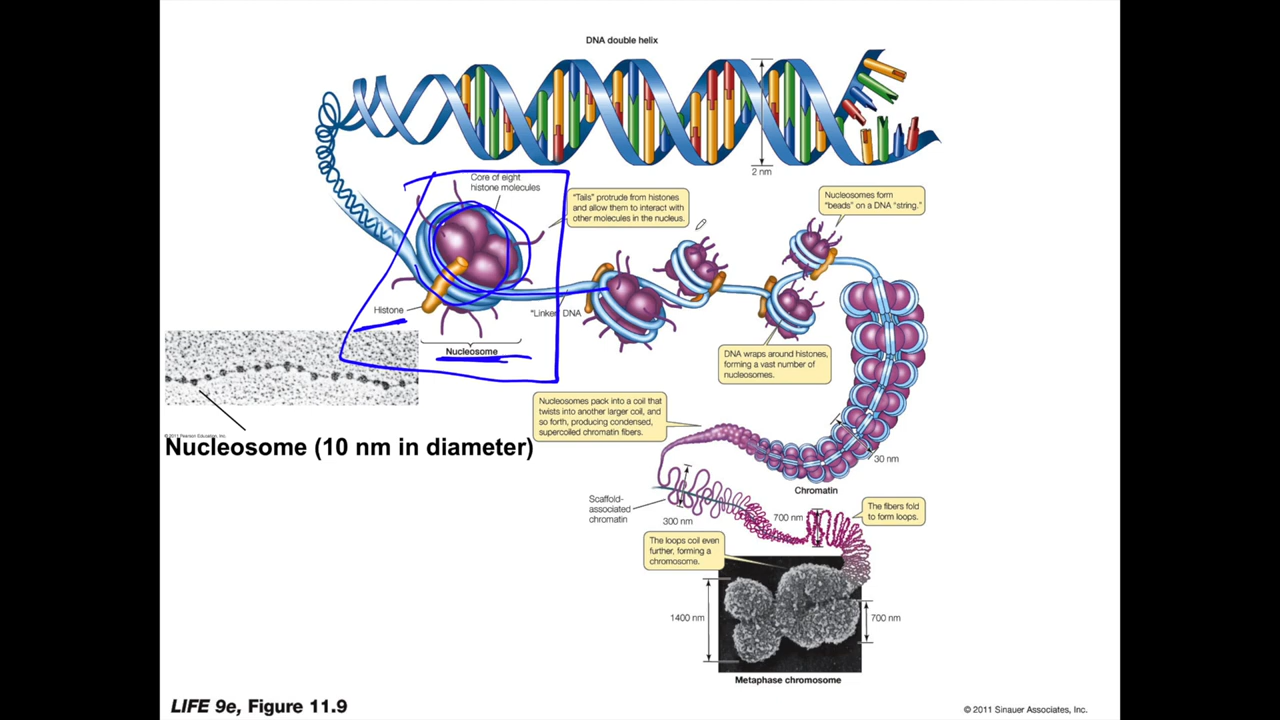 DNA double helix
2 nm
Core of eight
histone molecules
"Tails" protrude from histones
and allow them to interact with
other molecules in the nucleus.
Nucleosomes form
"beads" on a DNA "string."
Histone
"Linker DNA
Nucleosome
DNA wraps around histones,
forming a vast number of
nucleosomes.
Nucleosomes pack into a coil that
twists into another larger coil, and
so forth, producing condensed,
supercoiled chromatin fibers.
© 2011 Pearson Education, Inc.
Nucleosome (10 nm in diameter)
30 nm
Chromatin
Scaffold-
associated
chromatin
300 nm
700 nm
The fibers fold
to form loops.
The loops coil even
further, forming a
chromosome.
1400 nm
700 nm
Metaphase chromosome
LIFE 9e, Figure 11.9
© 2011 Sinauer Associates, Inc.